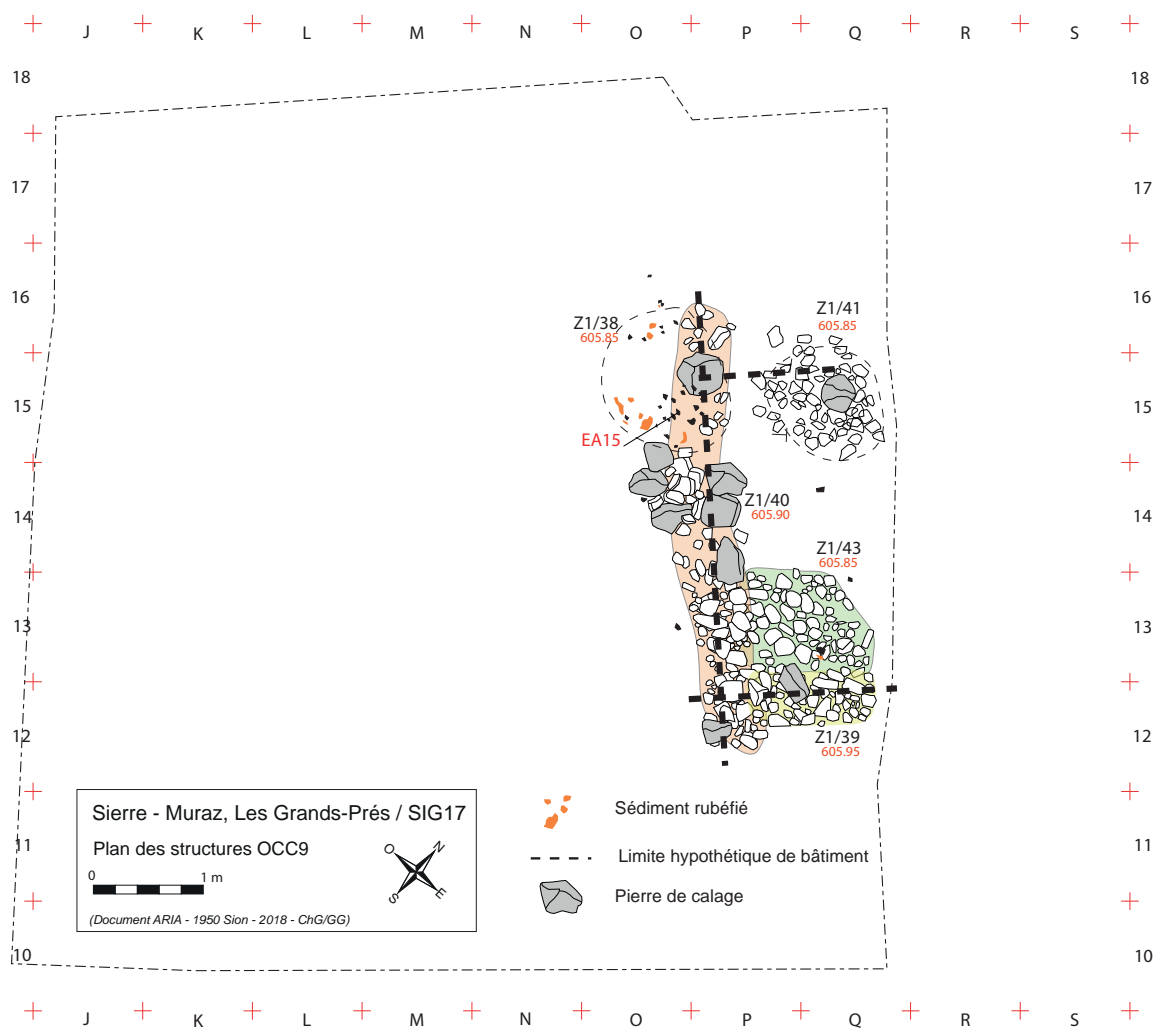 J K L M N O P Q R S
18 18
17 17
16 16
Z1/38
605.85
Z1/41
605.85
15 15
EA15
Z1/40
605.90
14 14
Z1/43
605.85
13 13
12 12
Z1/39
605.95
Sierre - Muraz, Les Grands-Prés / SIG17
Plan des structures OCC9
0 1 m
O N
S E
(Document ARIA - 1950 Sion - 2018 - ChG/GG)
Sédiment rubéfié
Limite hypothétique de bâtiment
Pierre de calage
11 11
10 10
J K L M N O P Q R S